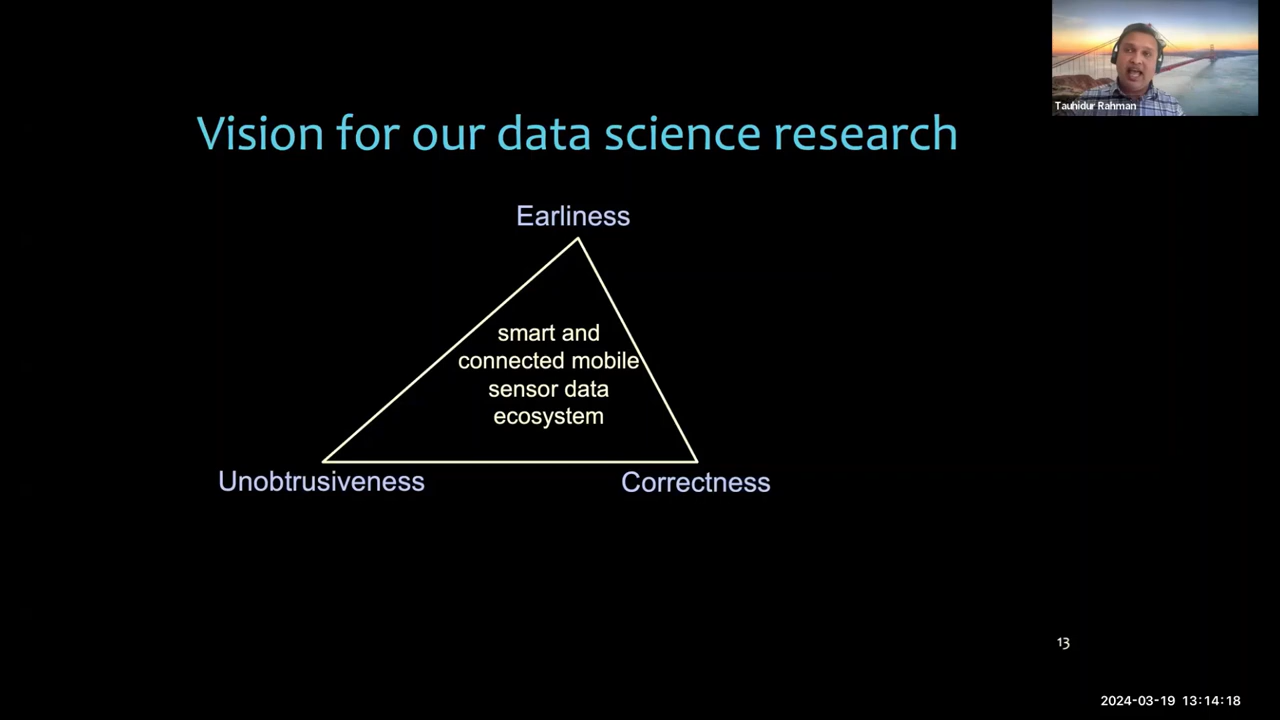 Tauhidur Rahman
Vision for our data science research
Earliness
smart and
connected mobile
sensor data
ecosystem
Unobtrusiveness
Correctness
13
2024-03-19 13:14:18